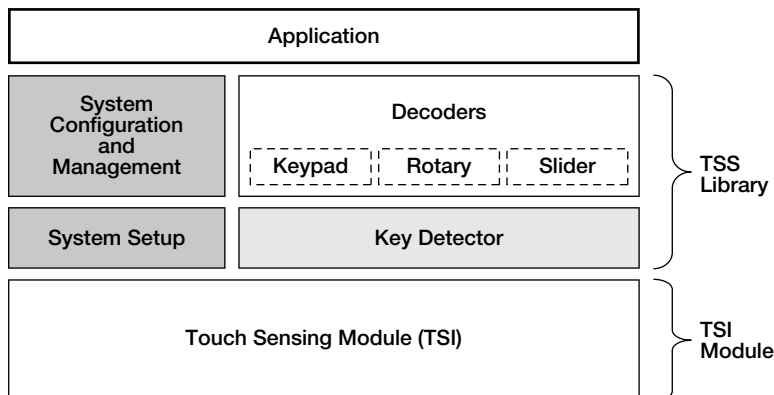 Application
System
Configuration
and
Management
Decoders
Keypad
Rotary
Slider
TSS
Library
System Setup
Key Detector
Touch Sensing Module (TSI)
TSI
Module